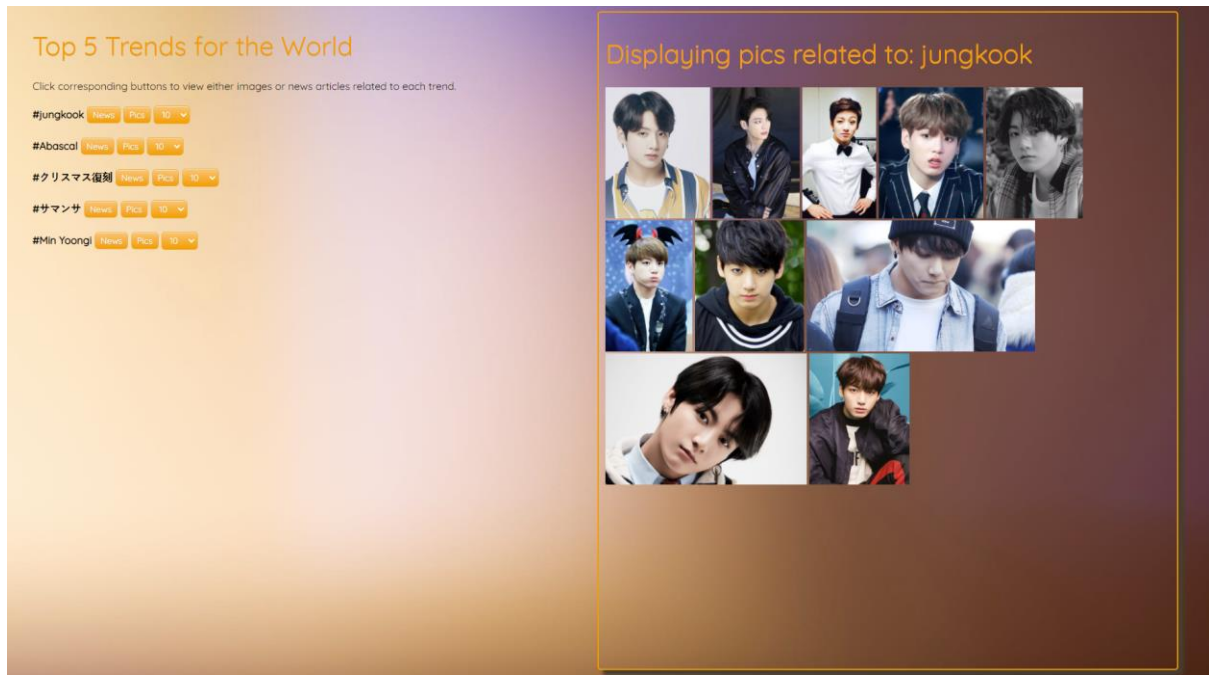 Top 5 Trends for the World
Click corresponding buttons to view either images or news articles related to each trend.
#jungkook News Pics 10
#Abascal News Pics 10
#クリスマス復刻 News Pics 10
#サマンサ News Pics 10
#Min Yoongi News Pics 10
Displaying pics related to: jungkook